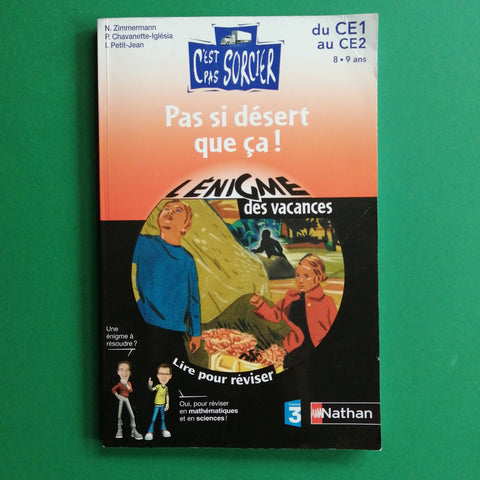 N. Zimmermann
P. Chavanette-Iglésia
I. Petit-Jean
du CE1
au CE2
8 • 9 ans
C'EST
PAS SORCIER
Pas si désert
que ça !
L'ÉNIGME
des vacances
Une
énigme à
résoudre ?
Lire pour réviser
Oui, pour réviser
en mathématiques
et en sciences !
france
3
Nathan